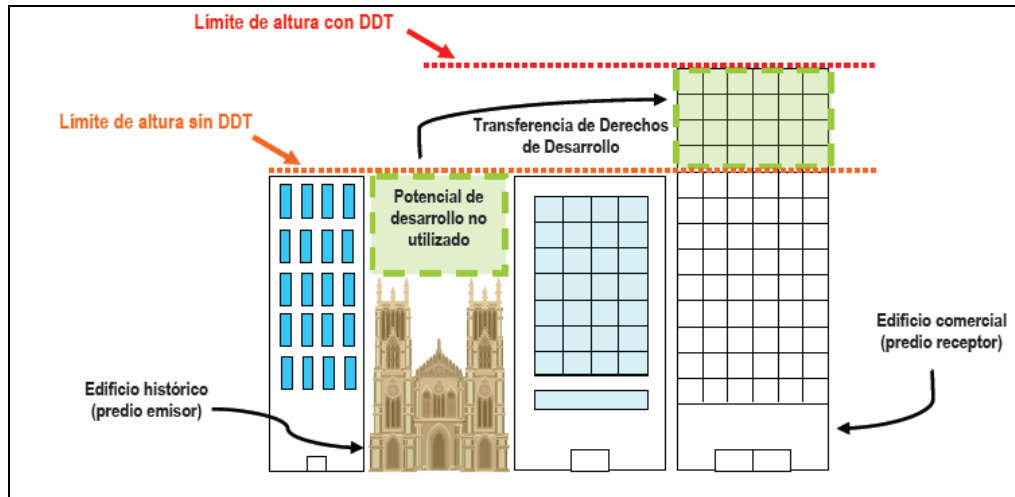 Límite de altura con DDT
Límite de altura sin DDT
Transferencia de Derechos
de Desarrollo
Potencial de
desarrollo no
utilizado
Edificio comercial
(predio receptor)
Edificio histórico
(predio emisor)